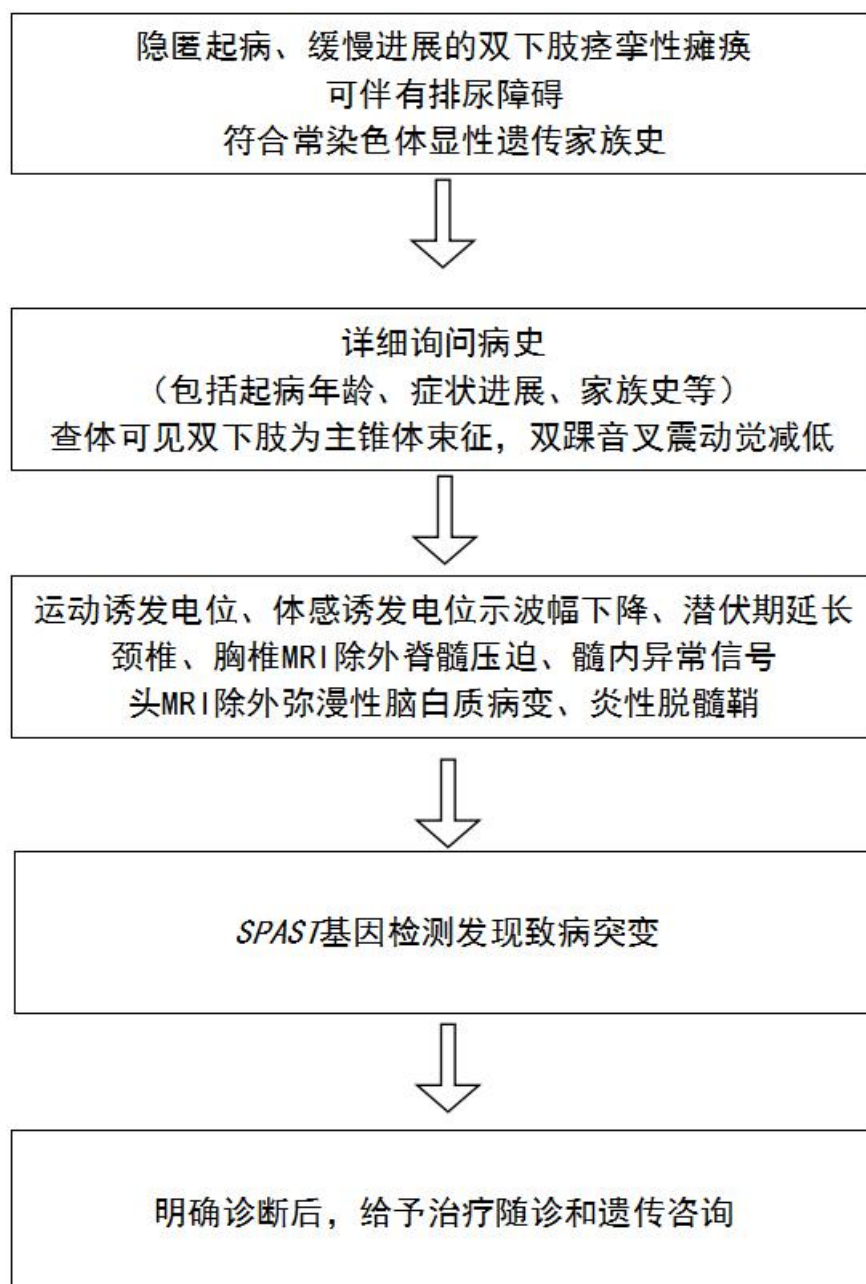 隐匿起病、缓慢进展的双下肢痉挛性瘫痪
可伴有排尿障碍
符合常染色体显性遗传家族史
详细询问病史
（包括起病年龄、症状进展、家族史等）
查体可见双下肢为主锥体束征，双踝音叉震动觉减低
运动诱发电位、体感诱发电位示波幅下降、潜伏期延长
颈椎、胸椎MRI除外脊髓压迫、髓内异常信号
头MRI除外弥漫性脑白质病变、炎性脱髓鞘
SPAST基因检测发现致病突变
明确诊断后，给予治疗随诊和遗传咨询